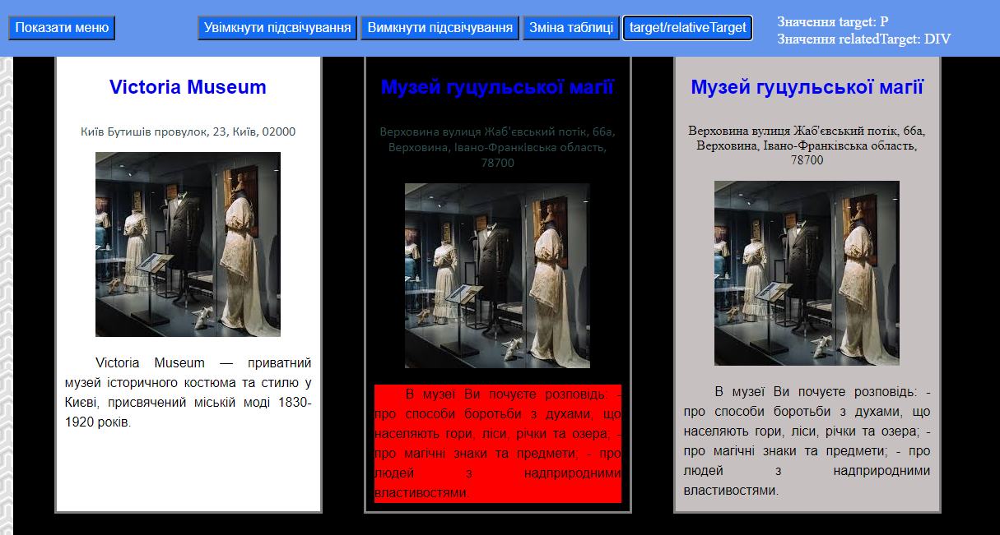 Показати меню
Увімкнути підсвічування
Вимкнути підсвічування
Зміна таблиці
target/relativeTarget
Значення target: P
Значення relatedTarget: DIV
Victoria Museum
Київ Бутишів провулок, 23, Київ, 02000
Victoria Museum — приватний
музей історичного костюма та стилю у
Києві, присвячений міській моді 1830-
1920 років.
Музей гуцульської магії
Верховина вулиця Жаб'євський потік, 66а,
Верховина, Івано-Франківська область,
78700
В музеї Ви почуєте розповідь: -
про способи боротьби з духами, що
населяють гори, ліси, річки та озера; -
про магічні знаки та предмети; - про
людей з надприродними
властивостями.
Музей гуцульської магії
Верховина вулиця Жаб'євський потік, 66а,
Верховина, Івано-Франківська область,
78700
В музеї Ви почуєте розповідь: -
про способи боротьби з духами, що
населяють гори, ліси, річки та озера; -
про магічні знаки та предмети; - про
людей з надприродними
властивостями.